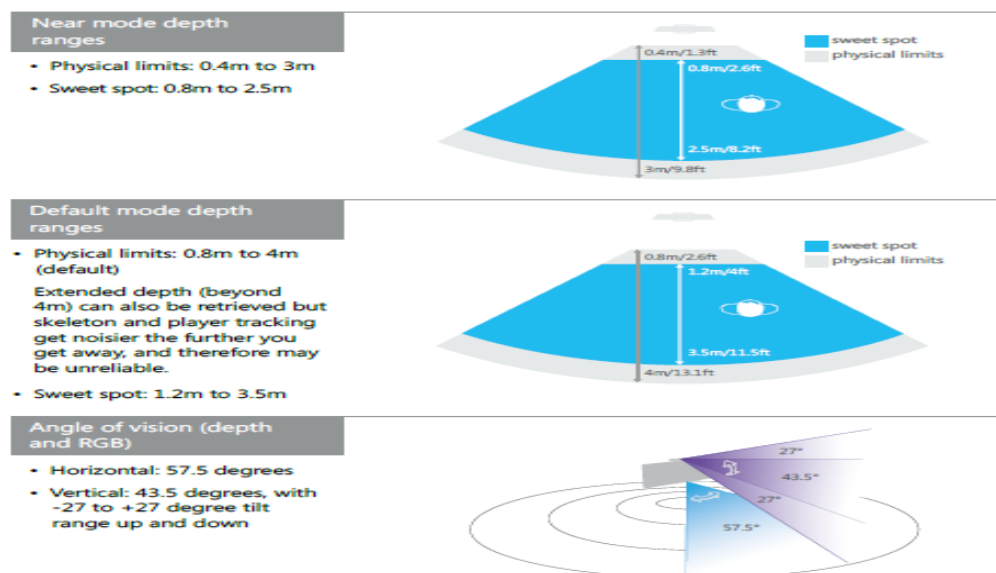 Near mode depth
ranges
• Physical limits: 0.4m to 3m
• Sweet spot: 0.8m to 2.5m
0.4m/1.3ft
0.8m/2.6ft
2.5m/8.2ft
3m/9.8ft
sweet spot
physical limits
Default mode depth
ranges
• Physical limits: 0.8m to 4m
(default)
Extended depth (beyond
4m) can also be retrieved but
skeleton and player tracking
get noisier the further you
get away, and therefore may
be unreliable.
• Sweet spot: 1.2m to 3.5m
0.8m/2.6ft
1.2m/4ft
3.5m/11.5ft
4m/13.1ft
sweet spot
physical limits
Angle of vision (depth
and RGB)
• Horizontal: 57.5 degrees
• Vertical: 43.5 degrees, with
-27 to +27 degree tilt
range up and down
27°
43.5°
27°
57.5°